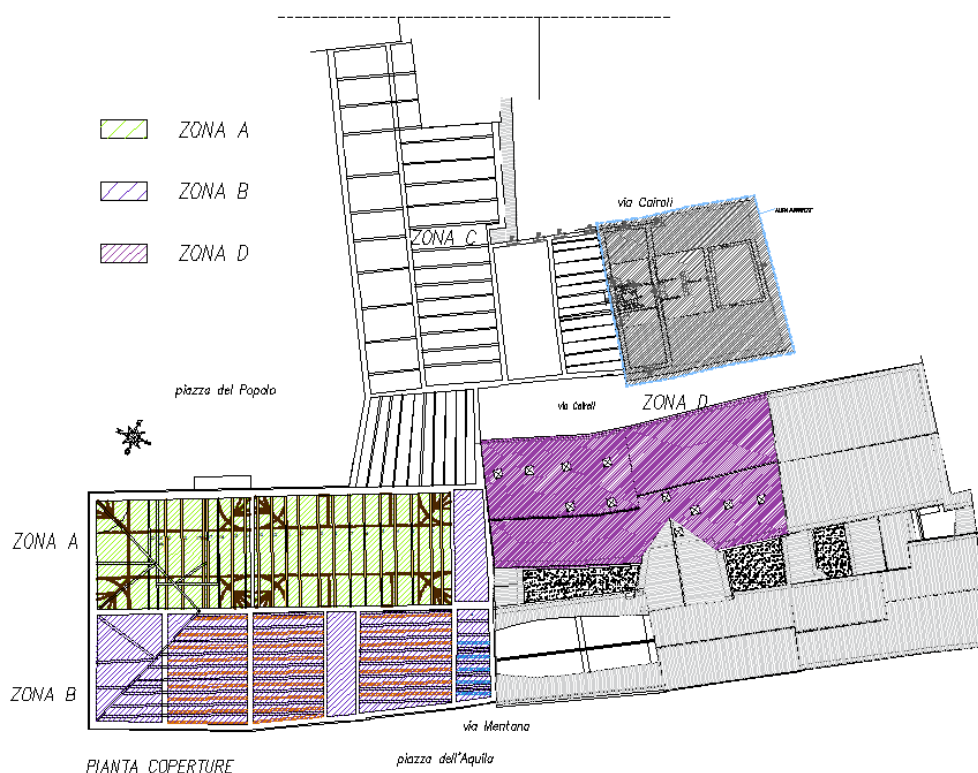 ZONA A
ZONA B
ZONA D
via Cairoli
ZONA C
piazza del Popolo
via Cairoli
ZONA D
ZONA A
ZONA B
via Mentana
piazza dell'Aquila
PIANTA COPERTURE